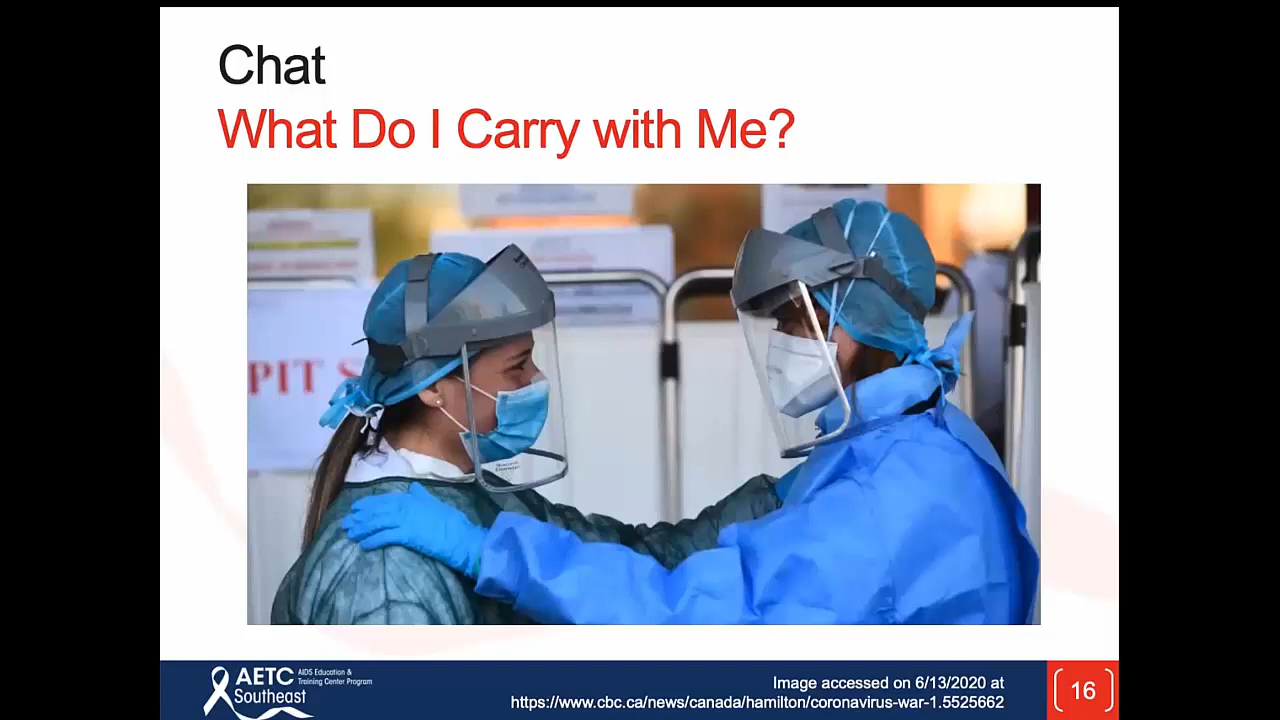 Chat
What Do I Carry with Me?
PIT S
AETC AIDS Education &
Training Center Program
Southeast
Image accessed on 6/13/2020 at
https://www.cbc.ca/news/canada/hamilton/coronavirus-war-1.5525662
16